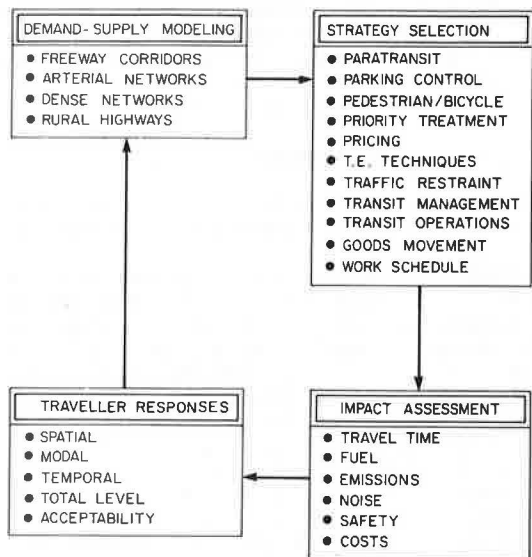 DEMAND-SUPPLY MODELING
• FREEWAY CORRIDORS
• ARTERIAL NETWORKS
• DENSE NETWORKS
• RURAL HIGHWAYS
STRATEGY SELECTION
• PARATRANSIT
• PARKING CONTROL
• PEDESTRIAN/BICYCLE
• PRIORITY TREATMENT
• PRICING
• T.E. TECHNIQUES
• TRAFFIC RESTRAINT
• TRANSIT MANAGEMENT
• TRANSIT OPERATIONS
• GOODS MOVEMENT
• WORK SCHEDULE
TRAVELLER RESPONSES
• SPATIAL
• MODAL
• TEMPORAL
• TOTAL LEVEL
• ACCEPTABILITY
IMPACT ASSESSMENT
• TRAVEL TIME
• FUEL
• EMISSIONS
• NOISE
• SAFETY
• COSTS